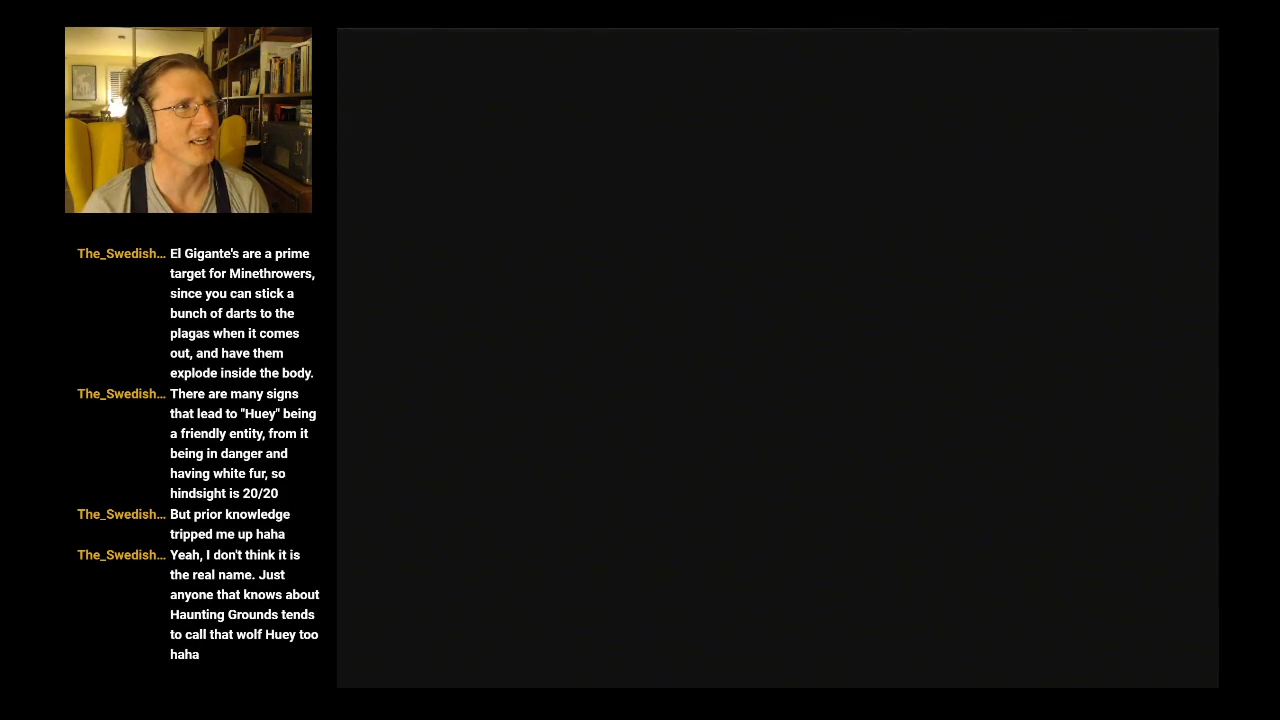 The_Swedish... El Gigante's are a prime
target for Minethrowers,
since you can stick a
bunch of darts to the
plagas when it comes
out, and have them
explode inside the body.
The_Swedish... There are many signs
that lead to "Huey" being
a friendly entity, from it
being in danger and
having white fur, so
hindsight is 20/20
The_Swedish... But prior knowledge
tripped me up haha
The_Swedish... Yeah, I don't think it is
the real name. Just
anyone that knows about
Haunting Grounds tends
to call that wolf Huey too
haha